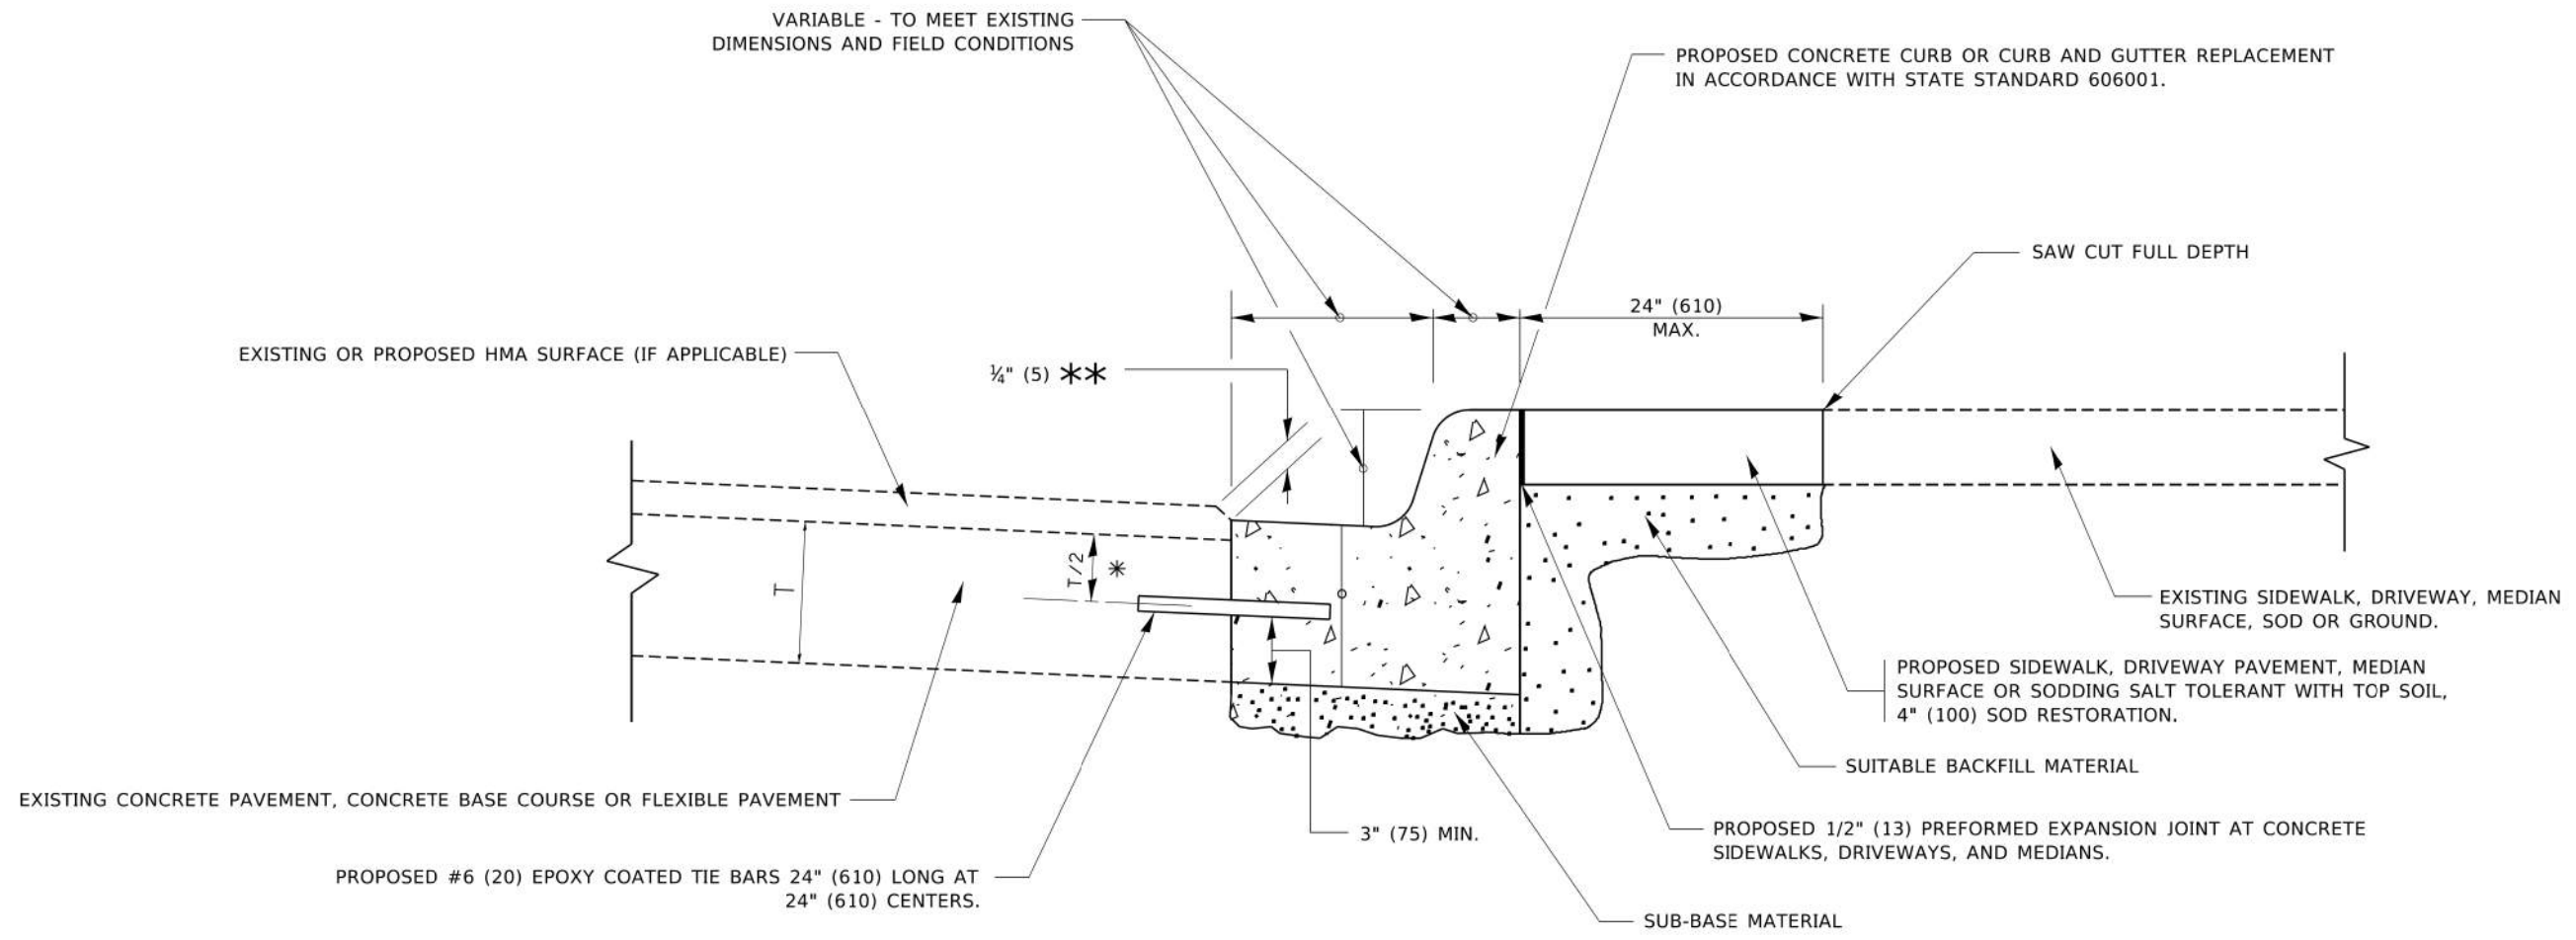 VARIABLE - TO MEET EXISTING
DIMENSIONS AND FIELD CONDITIONS
PROPOSED CONCRETE CURB OR CURB AND GUTTER REPLACEMENT
IN ACCORDANCE WITH STATE STANDARD 606001.
SAW CUT FULL DEPTH
24" (610)
MAX.
EXISTING OR PROPOSED HMA SURFACE (IF APPLICABLE)
¼" (5) **
T/2
*
T
EXISTING SIDEWALK, DRIVEWAY, MEDIAN
SURFACE, SOD OR GROUND.
PROPOSED SIDEWALK, DRIVEWAY PAVEMENT, MEDIAN
SURFACE OR SODDING SALT TOLERANT WITH TOP SOIL,
4" (100) SOD RESTORATION.
SUITABLE BACKFILL MATERIAL
EXISTING CONCRETE PAVEMENT, CONCRETE BASE COURSE OR FLEXIBLE PAVEMENT
3" (75) MIN.
PROPOSED 1/2" (13) PREFORMED EXPANSION JOINT AT CONCRETE
SIDEWALKS, DRIVEWAYS, AND MEDIANS.
PROPOSED #6 (20) EPOXY COATED TIE BARS 24" (610) LONG AT
24" (610) CENTERS.
SUB-BASE MATERIAL